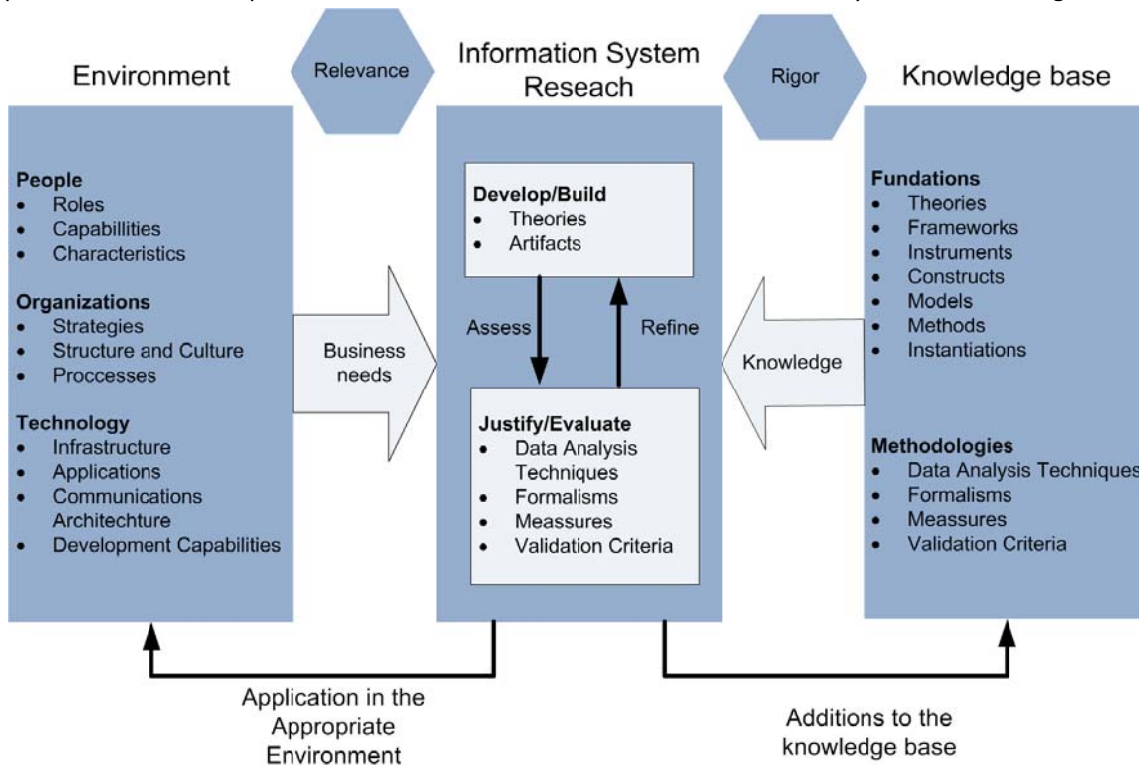 Environment
Relevance
Information System
Reseach
Rigor
Knowledge base
People
• Roles
• Capabillities
• Characteristics
Organizations
• Strategies
• Structure and Culture
• Proccesses
Technology
• Infrastructure
• Applications
• Communications
Architechture
• Development Capabilities
Business
needs
Develop/Build
• Theories
• Artifacts
Assess
Refine
Justify/Evaluate
• Data Analysis
Techniques
• Formalisms
• Meassures
• Validation Criteria
Knowledge
Fundations
• Theories
• Frameworks
• Instruments
• Constructs
• Models
• Methods
• Instantiations
Methodologies
• Data Analysis Techniques
• Formalisms
• Meassures
• Validation Criteria
Application in the
Appropriate
Environment
Additions to the
knowledge base